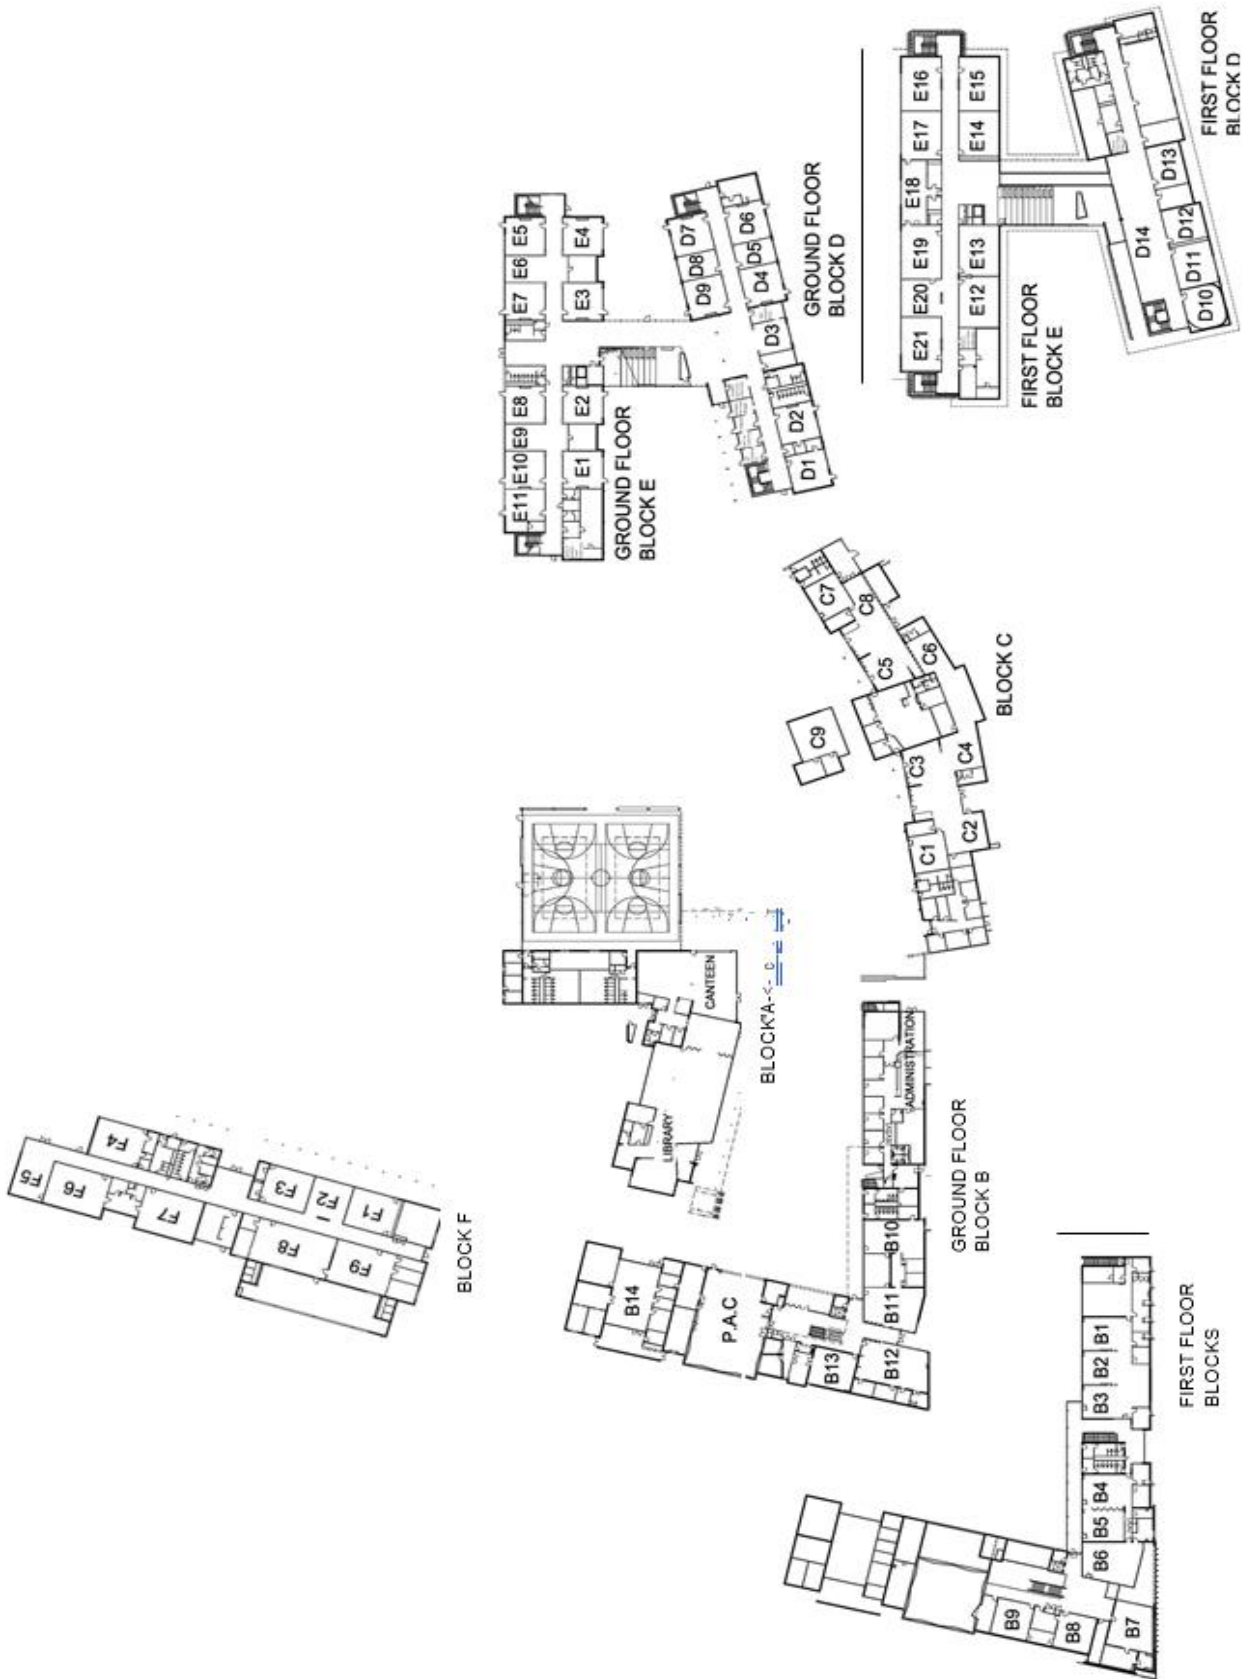 FIRST FLOOR
BLOCK D
D10
D11
D12
D13
D14
FIRST FLOOR
BLOCK E
E21
E20
E19
E18
E17
E16
E12
E13
E14
E15
GROUND FLOOR
BLOCK D
D1
D2
D3
D4
D5
D6
D9
D8
D7
GROUND FLOOR
BLOCK E
E11
E10
E9
E8
E7
E6
E5
E1
E2
E3
E4
BLOCK C
C1
C2
C3
C4
C5
C6
C7
C8
C9
BLOCK"A-<- c
LIBRARY
CANTEEN
GROUND FLOOR
BLOCK B
ADMINISTRATION
B10
B11
B12
B13
P.A.C
B14
BLOCK F
F1
F2
F3
F4
F5
F6
F7
F8
F9
FIRST FLOOR
BLOCKS
B1
B2
B3
B4
B5
B6
B7
B8
B9